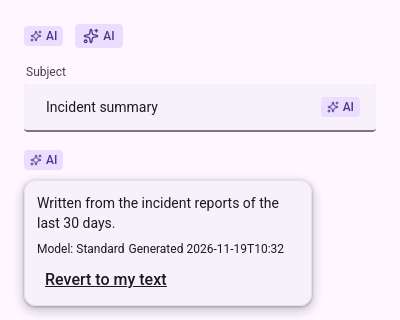 AI AI
Subject
Incident summary AI
AI
Written from the incident reports of the
last 30 days.
Model: Standard Generated 2026-11-19T10:32
Revert to my text